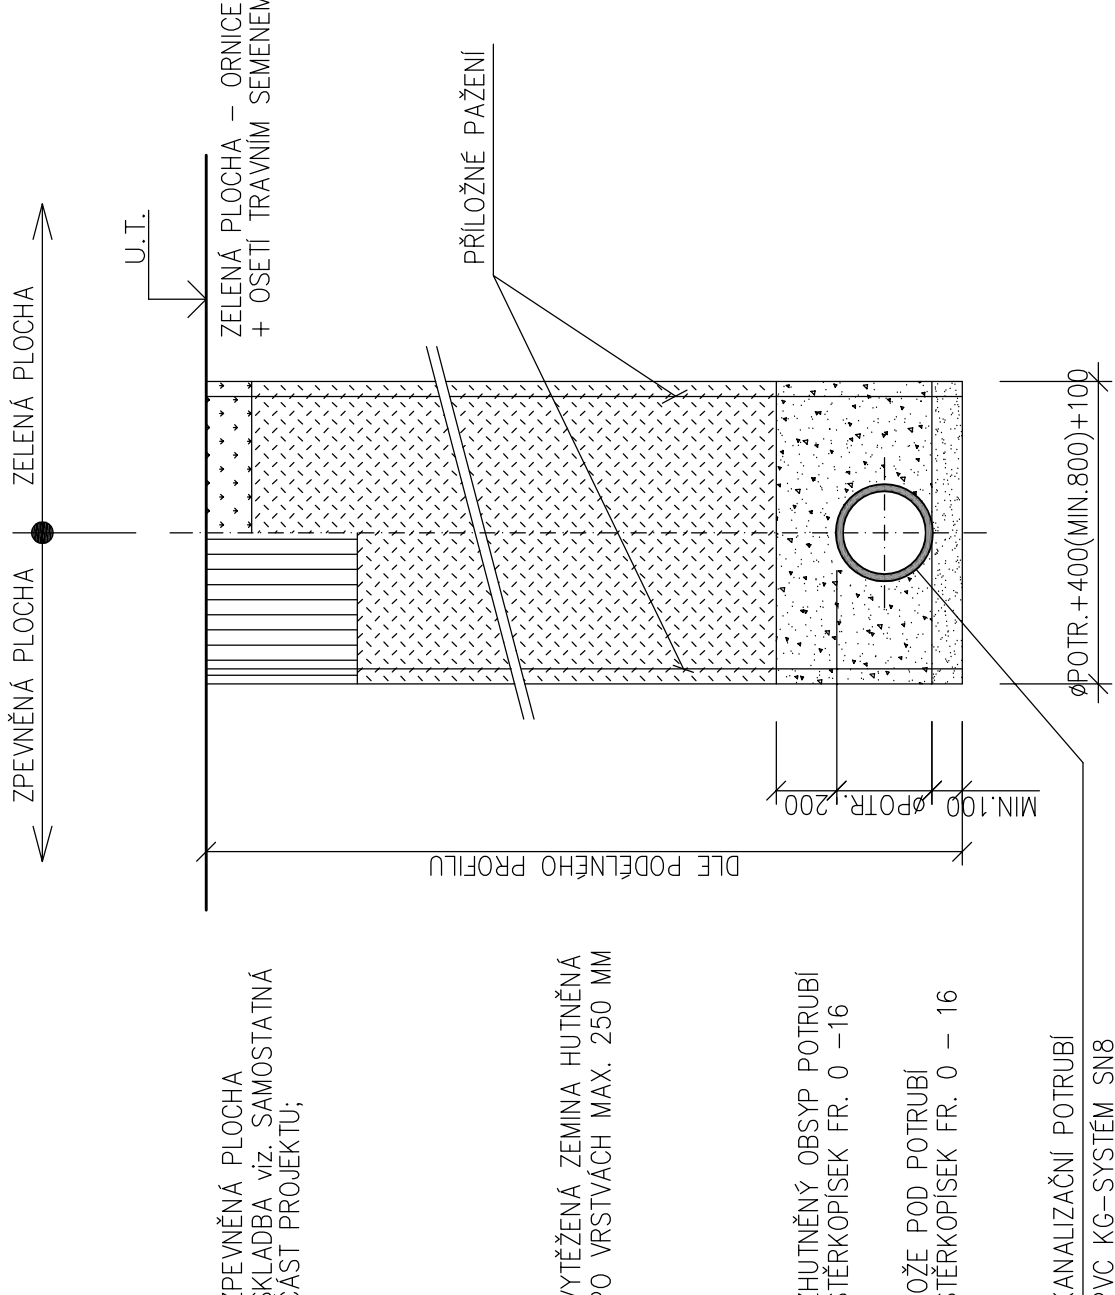 ZPEVNĚNÁ PLOCHA
ZELENÁ PLOCHA
U.T.
ZELENÁ PLOCHA – ORNICE
+ OSETÍ TRAVNÍM SEMENEM
PŘÍLOŽNÉ PAŽENÍ
ZPEVNĚNÁ PLOCHA
SKLADBA viz. SAMOSTATNÁ
ČÁST PROJEKTU;
VYTĚŽENÁ ZEMINA HUTNĚNÁ
PO VRSTVÁCH MAX. 250 MM
ZHUTNĚNÝ OBSYP POTRUBÍ
ŠTĚRKOPÍSEK FR. 0 –16
LOŽE POD POTRUBÍ
ŠTĚRKOPÍSEK FR. 0 – 16
KANALIZAČNÍ POTRUBÍ
PVC KG–SYSTÉM SN8
DLE PODÉLNÉHO PROFILU
200
øPOTR.
MIN.100
øPOTR.+400(MIN.800)+100